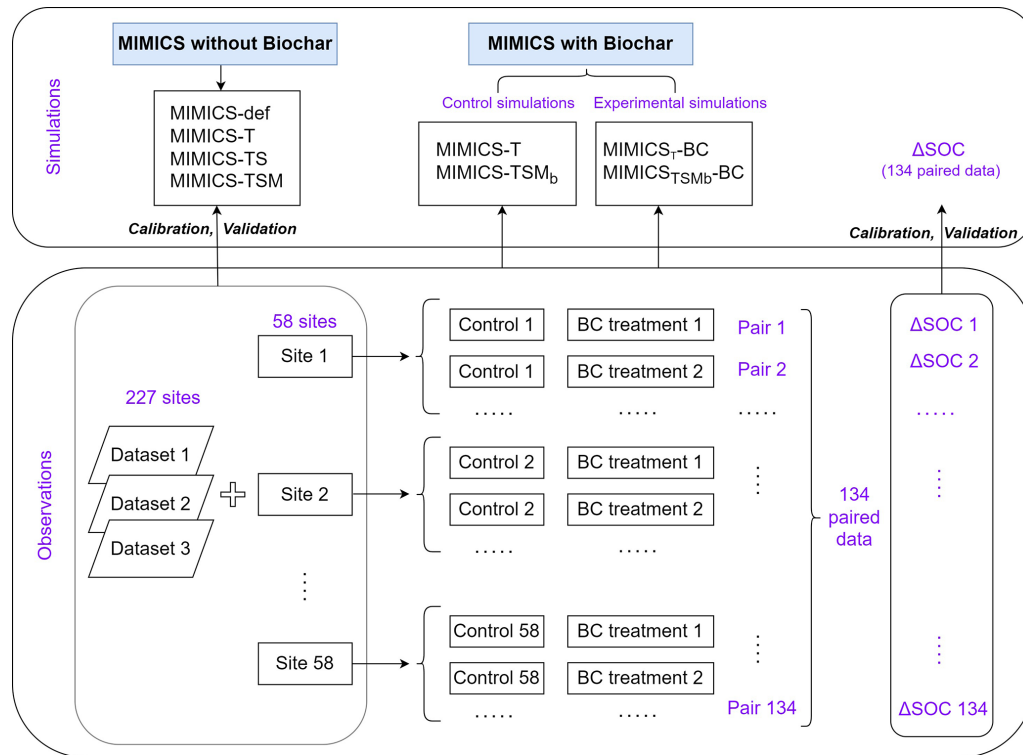 MIMICS without Biochar
MIMICS with Biochar
Simulations
Control simulations
Experimental simulations
MIMICS-def
MIMICS-T
MIMICS-TS
MIMICS-TSM
MIMICS-T
MIMICS-TSMb
MIMICST-BC
MIMICSTSMb-BC
ΔSOC
(134 paired data)
Calibration, Validation
Calibration, Validation
Observations
227 sites
Dataset 1
Dataset 2
Dataset 3
58 sites
Site 1
Site 2
Site 58
Control 1 BC treatment 1 Pair 1
Control 1 BC treatment 2 Pair 2
..... ..... .....
Control 2 BC treatment 1
Control 2 BC treatment 2
..... .....
Control 58 BC treatment 1
Control 58 BC treatment 2
..... ..... Pair 134
134
paired
data
ΔSOC 1
ΔSOC 2
.....
ΔSOC 134